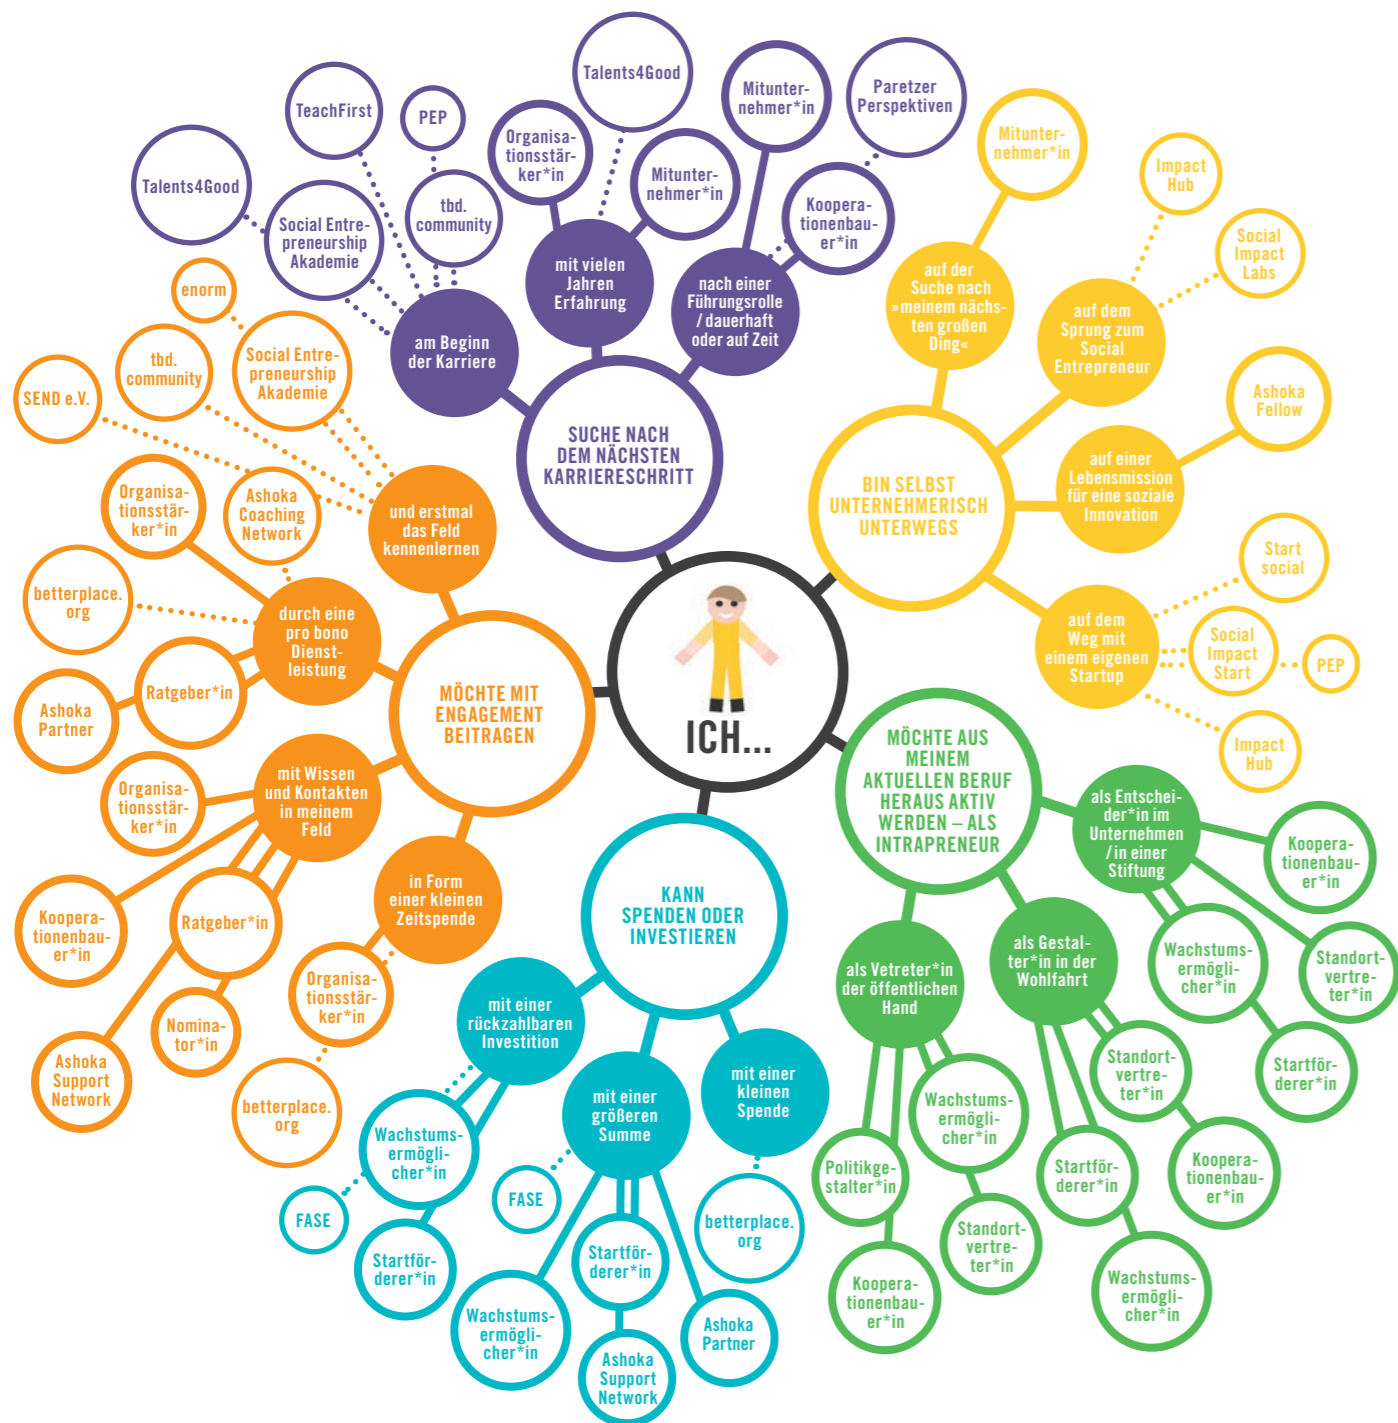 ICH...
SUCHE NACH
DEM NÄCHSTEN
KARRIERESCHRITT
am Beginn
der Karriere
Talents4Good
Social Entre-
preneurship
Akademie
TeachFirst
PEP
tbd.
community
mit vielen
Jahren
Erfahrung
Organisa-
tionsstär-
ker*in
Talents4Good
Mitunter-
nehmer*in
nach einer
Führungsrolle
/ dauerhaft
oder auf Zeit
Mitunter-
nehmer*in
Paretzer
Perspektiven
Koopera-
tionenbau-
er*in
BIN SELBST
UNTERNEHMERISCH
UNTERWEGS
auf der
Suche nach
»meinem nächs-
ten großen
Ding«
Mitunter-
nehmer*in
auf dem
Sprung zum
Social
Entrepreneur
Impact
Hub
Social
Impact
Labs
auf einer
Lebensmission
für eine soziale
Innovation
Ashoka
Fellow
auf dem
Weg mit
einem eigenen
Startup
Start
social
Social
Impact
Start
PEP
Impact
Hub
MÖCHTE AUS
MEINEM
AKTUELLEN BERUF
HERAUS AKTIV
WERDEN – ALS
INTRAPRENEUR
als Entschei-
der*in im
Unternehmen
/in einer
Stiftung
Koopera-
tionenbau-
er*in
Standort-
vertre-
ter*in
Wachstums-
ermögli-
cher*in
Startför-
derer*in
als Gestal-
ter*in in der
Wohlfahrt
Standort-
vertre-
ter*in
Koopera-
tionenbau-
er*in
Startför-
derer*in
Wachstums-
ermögli-
cher*in
als Vetreter*in
der öffentlichen
Hand
Wachstums-
ermögli-
cher*in
Standort-
vertre-
ter*in
Politikge-
stalter*in
Koopera-
tionenbau-
er*in
KANN
SPENDEN ODER
INVESTIEREN
mit einer
kleinen
Spende
betterplace.
org
mit einer
größeren
Summe
FASE
Wachstums-
ermögli-
cher*in
Startför-
derer*in
Ashoka
Support
Network
Ashoka
Partner
mit einer
rückzahlbaren
Investition
Wachstums-
ermögli-
cher*in
FASE
Startför-
derer*in
MÖCHTE MIT
ENGAGEMENT
BEITRAGEN
in Form
einer kleinen
Zeitspende
Organisa-
tionsstär-
ker*in
betterplace.
org
mit Wissen
und Kontakten
in meinem
Feld
Organisa-
tionsstär-
ker*in
Koopera-
tionenbau-
er*in
Ratgeber*in
Nomina-
tor*in
Ashoka
Support
Network
durch eine
pro bono
Dienst-
leistung
Organisa-
tionsstär-
ker*in
Ashoka
Coaching
Network
betterplace.
org
Ratgeber*in
Ashoka
Partner
und erstmal
das Feld
kennenlernen
enorm
Social Entre-
preneurship
Akademie
tbd.
community
SEND e.V.